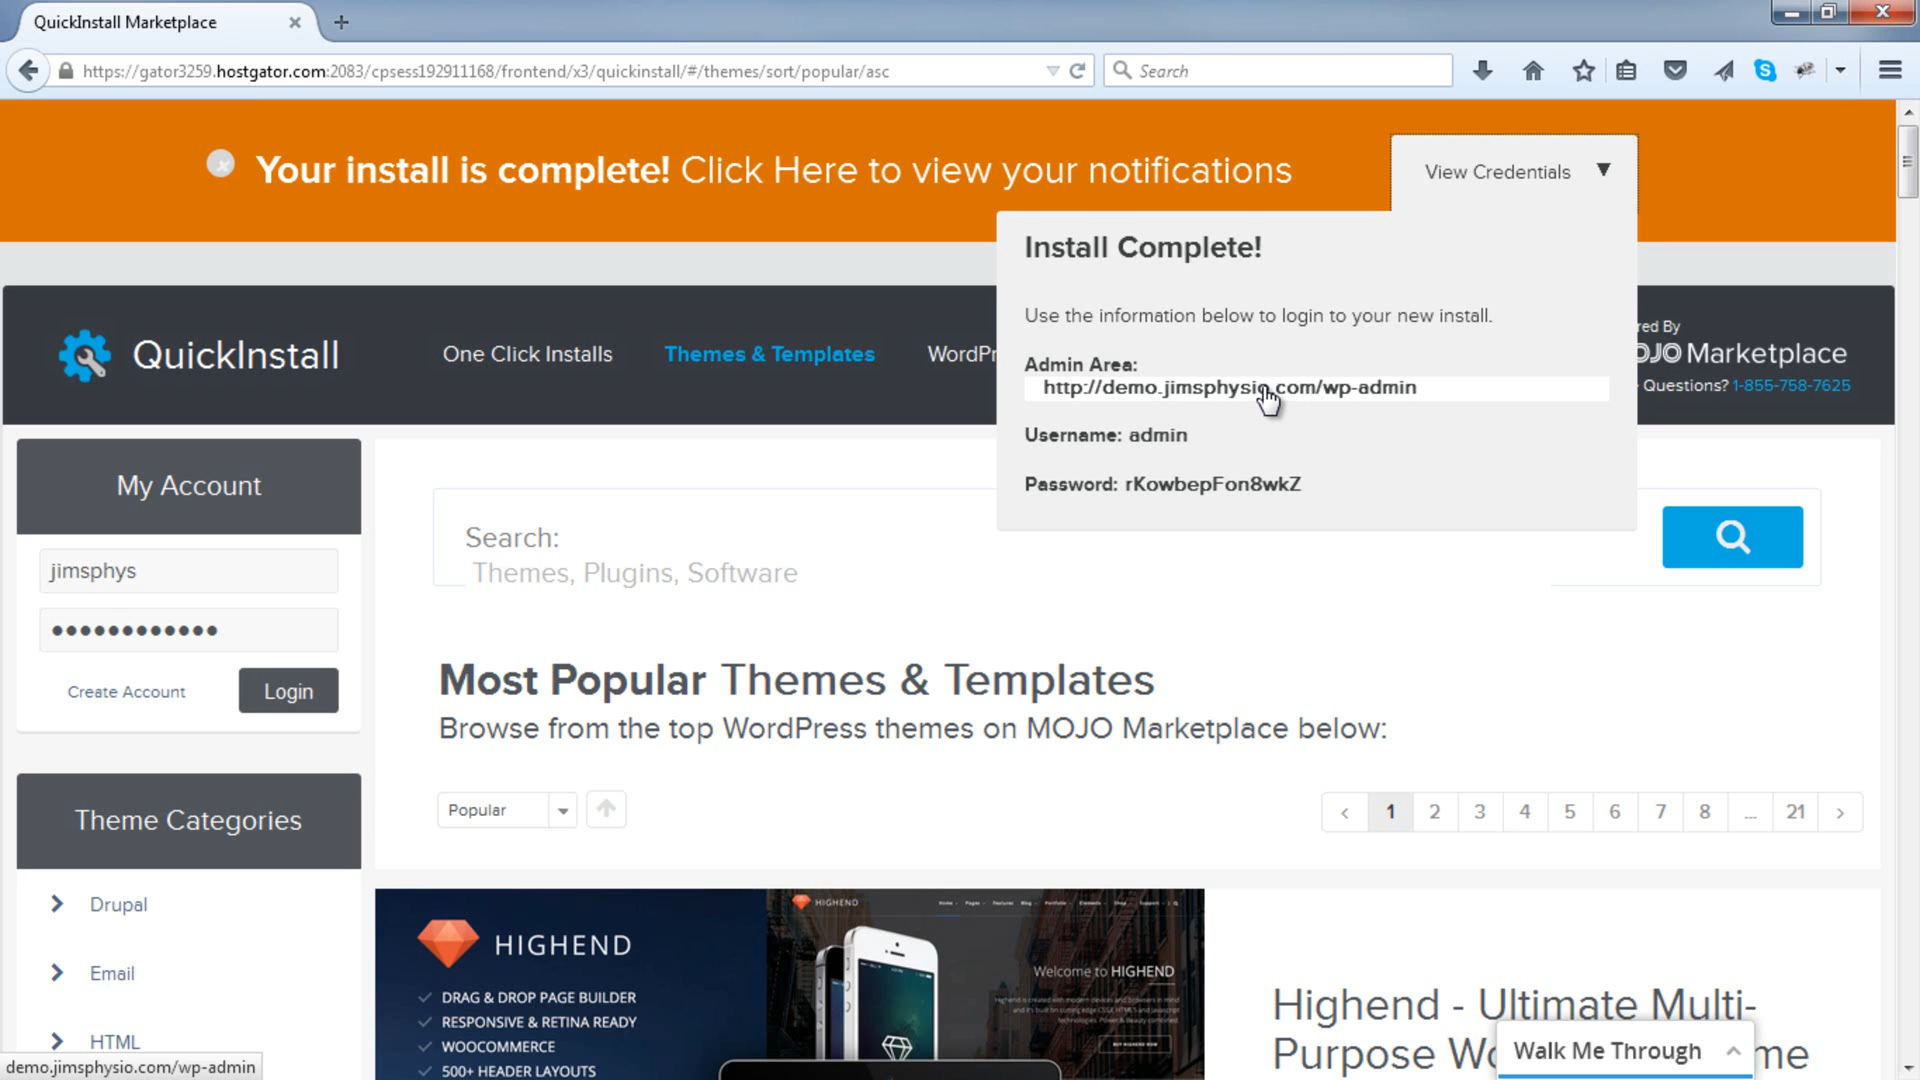 QuickInstall Marketplace
https://gator3259.hostgator.com:2083/cpsess192911168/frontend/x3/quickinstall/#/themes/sort/popular/asc
Search
Your install is complete! Click Here to view your notifications
View Credentials
Install Complete!
Use the information below to login to your new install.
Admin Area:
http://demo.jimsphysio.com/wp-admin
Username: admin
Password: rKowbepFon8wkZ
QuickInstall
One Click Installs
Themes & Templates
WordPr
red By
OJO Marketplace
Questions? 1-855-758-7625
My Account
jimsphys
Create Account
Login
Search:
Themes, Plugins, Software
Most Popular Themes & Templates
Browse from the top WordPress themes on MOJO Marketplace below:
Popular
< 1 2 3 4 5 6 7 8 ... 21 >
Theme Categories
Drupal
Email
HTML
HIGHEND
DRAG & DROP PAGE BUILDER
RESPONSIVE & RETINA READY
WOOCOMMERCE
500+ HEADER LAYOUTS
HIGHEND
Welcome to HIGHEND
Highend - Ultimate Multi-
Purpose Wo
me
Walk Me Through
demo.jimsphysio.com/wp-admin